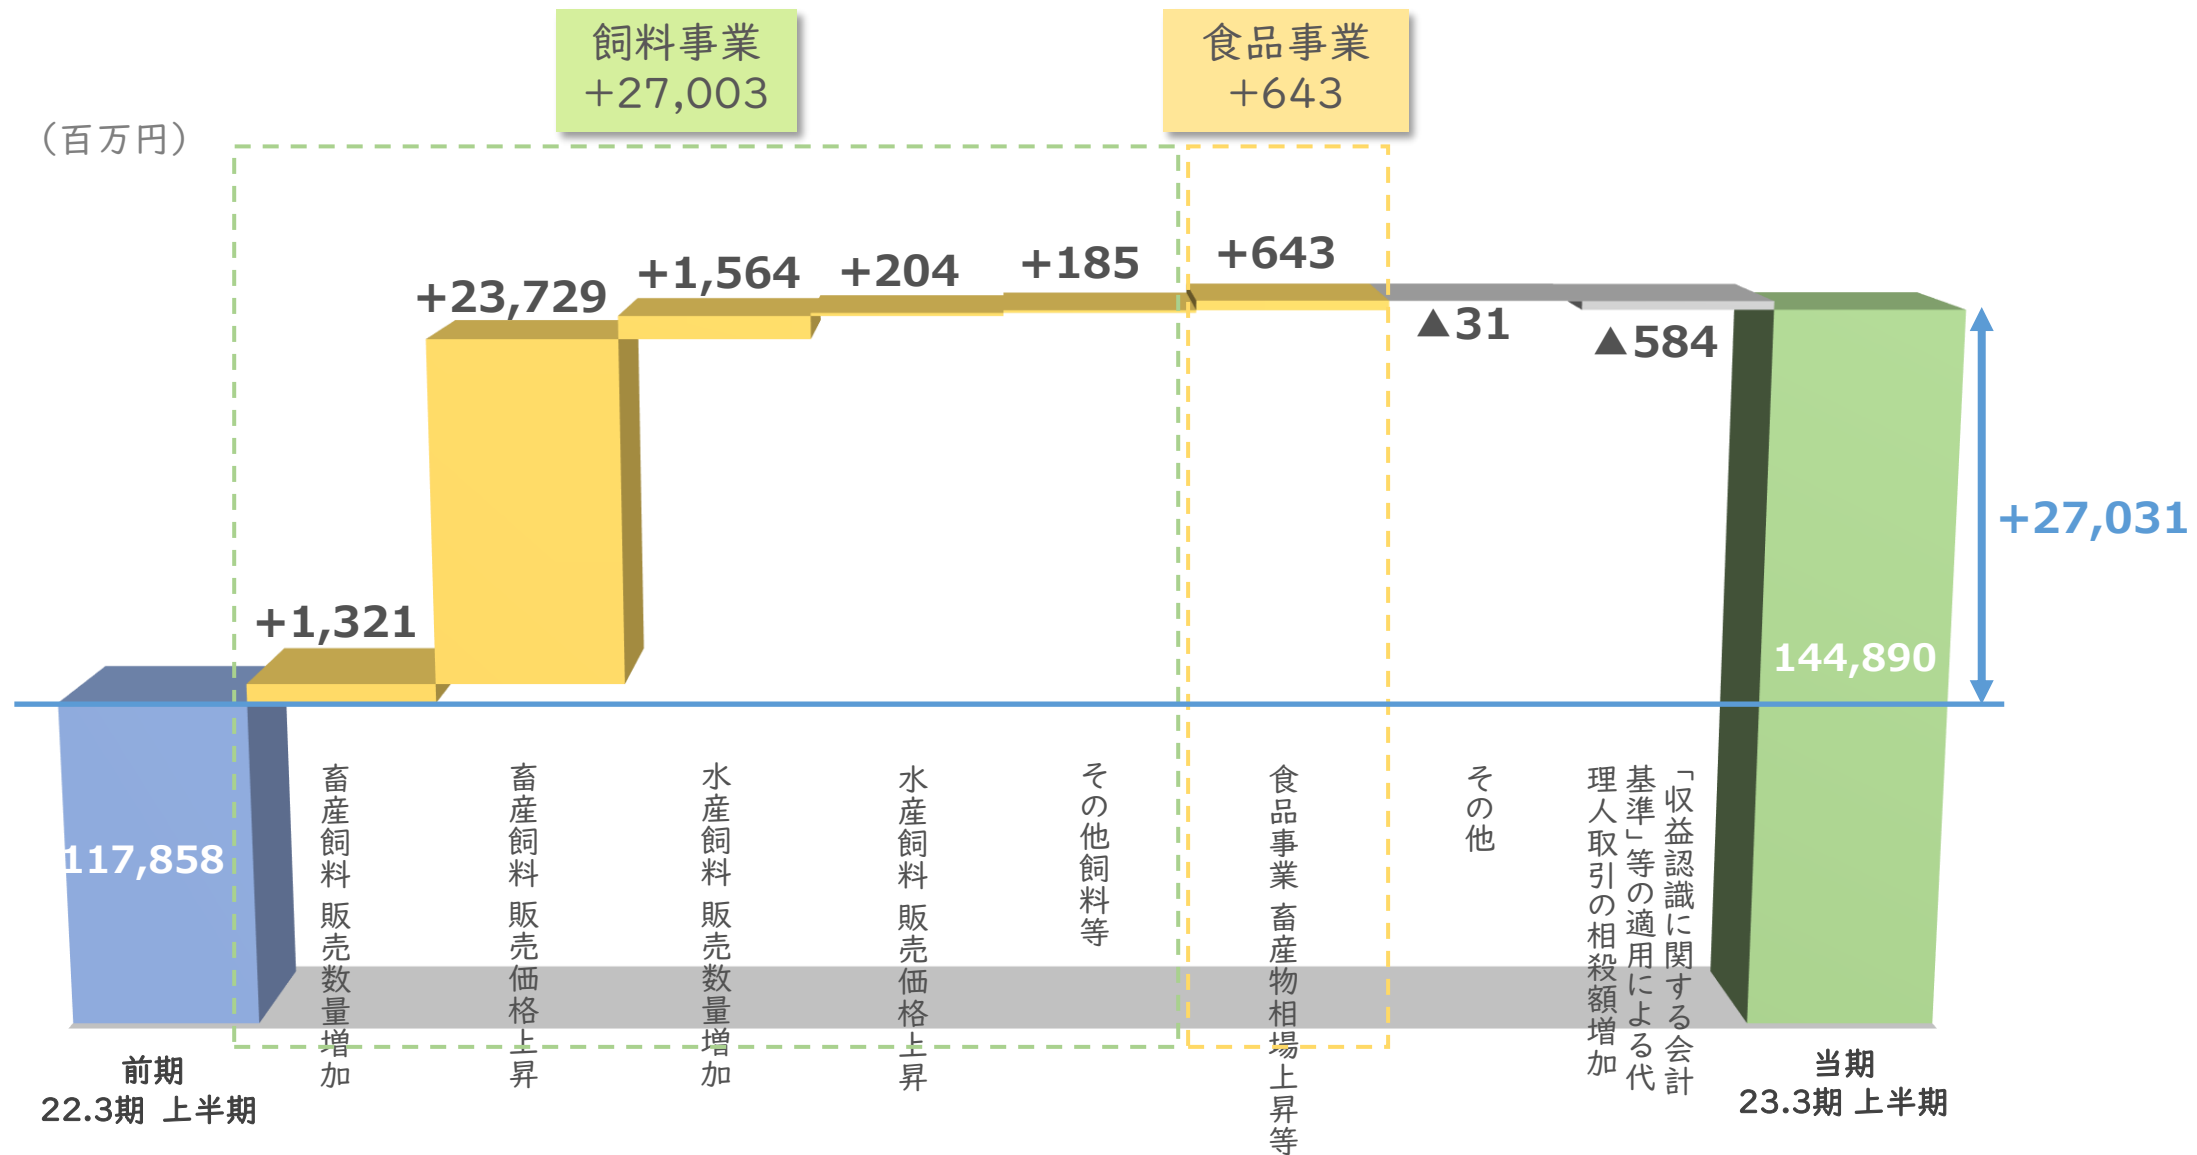 飼料事業
+27,003
食品事業
+643
（百万円）
+1,321
+23,729
+1,564
+204
+185
+643
▲31
▲584
+27,031
117,858
144,890
畜産飼料 販売数量増加
畜産飼料 販売価格上昇
水産飼料 販売数量増加
水産飼料 販売価格上昇
その他飼料等
食品事業 畜産物相場上昇等
その他
「収益認識に関する会計
基準」等の適用による代
理人取引の相殺額増加
前期
22.3期 上半期
当期
23.3期 上半期